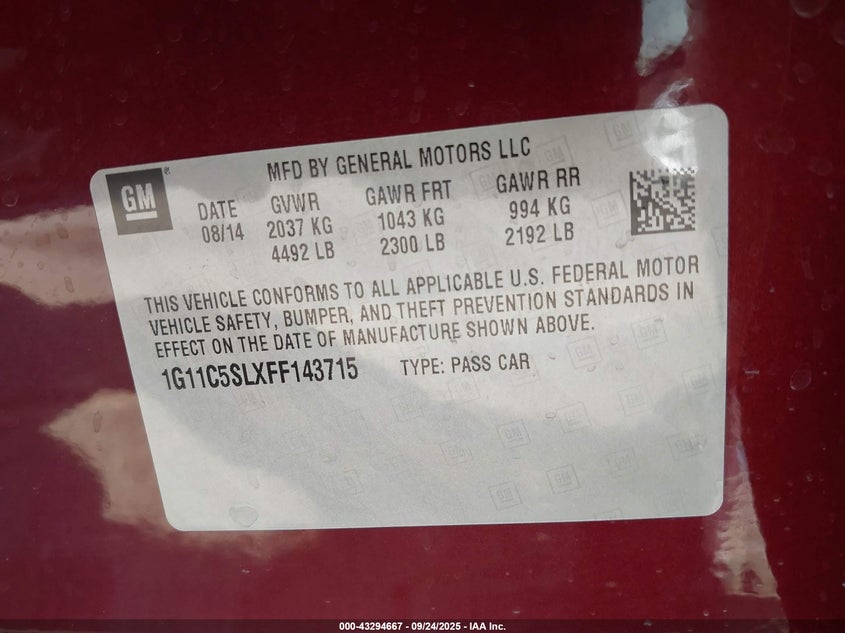 MFD BY GENERAL MOTORS LLC
GM®
DATE GVWR GAWR FRT GAWR RR
08/14 2037 KG 1043 KG 994 KG
4492 LB 2300 LB 2192 LB
THIS VEHICLE CONFORMS TO ALL APPLICABLE U.S. FEDERAL MOTOR
VEHICLE SAFETY, BUMPER, AND THEFT PREVENTION STANDARDS IN
EFFECT ON THE DATE OF MANUFACTURE SHOWN ABOVE.
1G11C5SLXFF143715 TYPE: PASS CAR
000-43294667 - 09/24/2025 - IAA Inc.